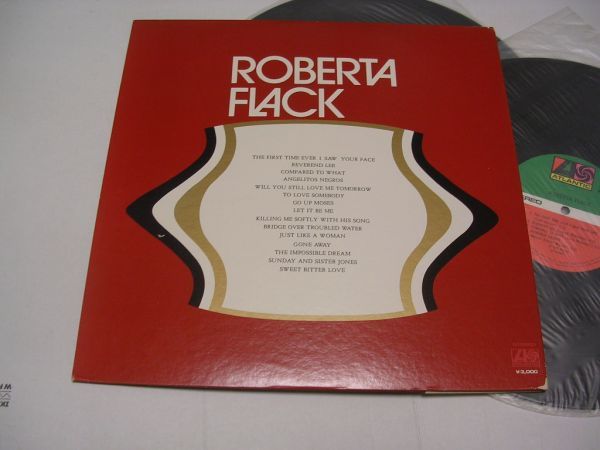 ROBERTA
FLACK
THE FIRST TIME EVER I SAW YOUR FACE
REVEREND LEE
COMPARED TO WHAT
ANGELITOS NEGROS
WILL YOU STILL LOVE ME TOMORROW
TO LOVE SOMEBODY
GO UP MOSES
LET IT BE ME
KILLING ME SOFTLY WITH HIS SONG
BRIDGE OVER TROUBLED WATER
JUST LIKE A WOMAN
GONE AWAY
THE IMPOSSIBLE DREAM
SUNDAY AND SISTER JONES
SWEET BITTER LOVE
¥3,000
ATLANTIC